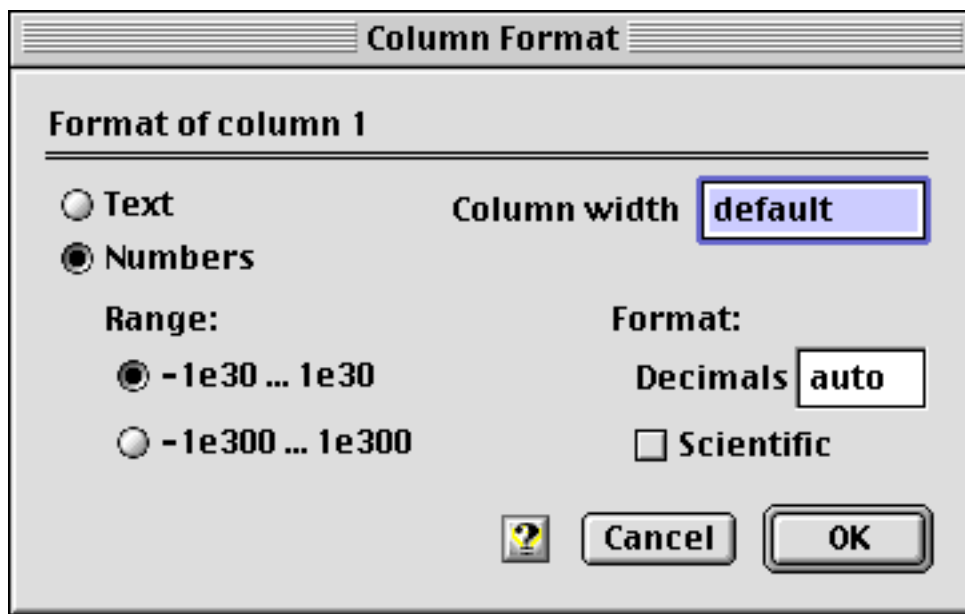 Column Format
Format of column 1
Text
Column width default
Numbers
Range:
Format:
-1e30 ... 1e30
Decimals auto
-1e300 ... 1e300
Scientific
? Cancel OK